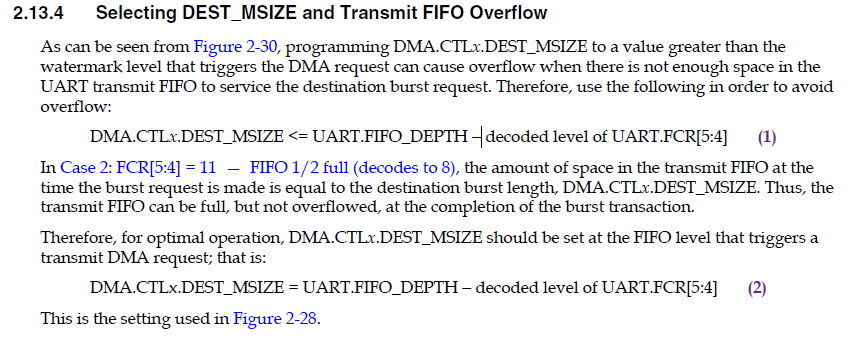 2.13.4 Selecting DEST_MSIZE and Transmit FIFO Overflow
As can be seen from Figure 2-30, programming DMA.CTLx.DEST_MSIZE to a value greater than the
watermark level that triggers the DMA request can cause overflow when there is not enough space in the
UART transmit FIFO to service the destination burst request. Therefore, use the following in order to avoid
overflow:
DMA.CTLx.DEST_MSIZE <= UART.FIFO_DEPTH – decoded level of UART.FCR[5:4] (1)
In Case 2: FCR[5:4] = 11 – FIFO 1/2 full (decodes to 8), the amount of space in the transmit FIFO at the
time the burst request is made is equal to the destination burst length, DMA.CTLx.DEST_MSIZE. Thus, the
transmit FIFO can be full, but not overflowed, at the completion of the burst transaction.
Therefore, for optimal operation, DMA.CTLx.DEST_MSIZE should be set at the FIFO level that triggers a
transmit DMA request; that is:
DMA.CTLx.DEST_MSIZE = UART.FIFO_DEPTH – decoded level of UART.FCR[5:4] (2)
This is the setting used in Figure 2-28.